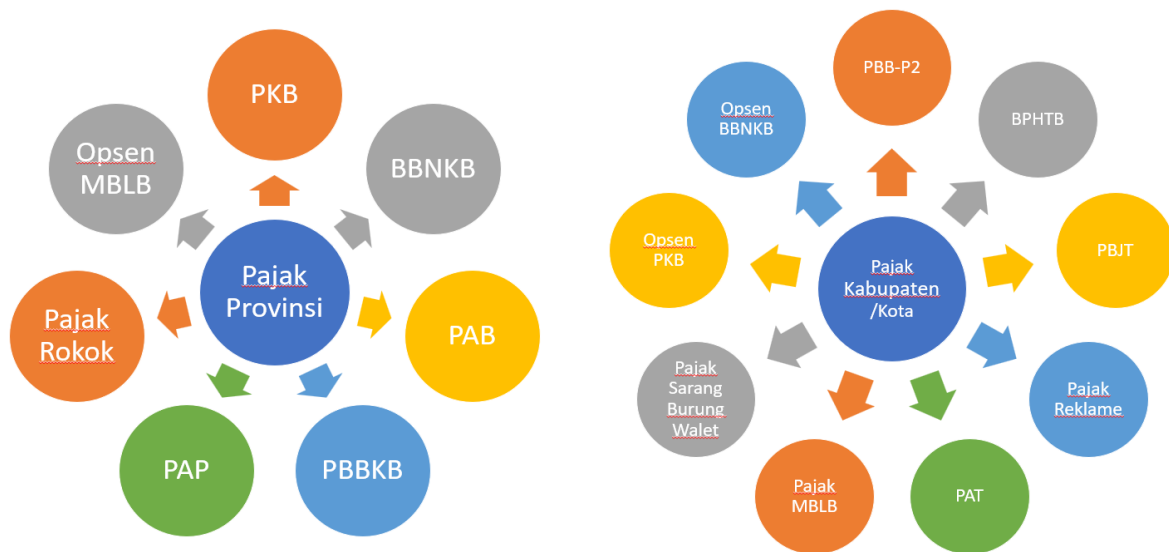 Pajak
Provinsi
PKB
BBNKB
PAB
PBBKB
PAP
Pajak
Rokok
Opsen
MBLB
Pajak
Kabupaten
/Kota
PBB-P2
BPHTB
PBJT
Pajak
Reklame
PAT
Pajak
MBLB
Pajak
Sarang
Burung
Walet
Opsen
PKB
Opsen
BBNKB